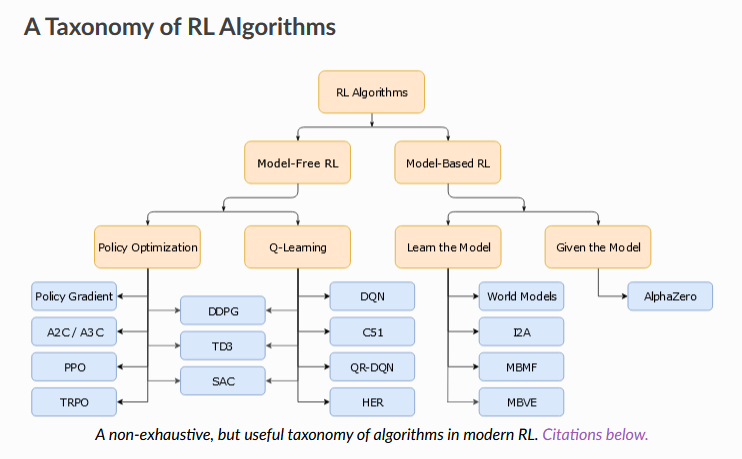 A Taxonomy of RL Algorithms
RL Algorithms
Model-Free RL
Model-Based RL
Policy Optimization
Q-Learning
Learn the Model
Given the Model
Policy Gradient
A2C / A3C
PPO
TRPO
DDPG
TD3
SAC
DQN
C51
QR-DQN
HER
World Models
I2A
MBMF
MBVE
AlphaZero
A non-exhaustive, but useful taxonomy of algorithms in modern RL. Citations below.